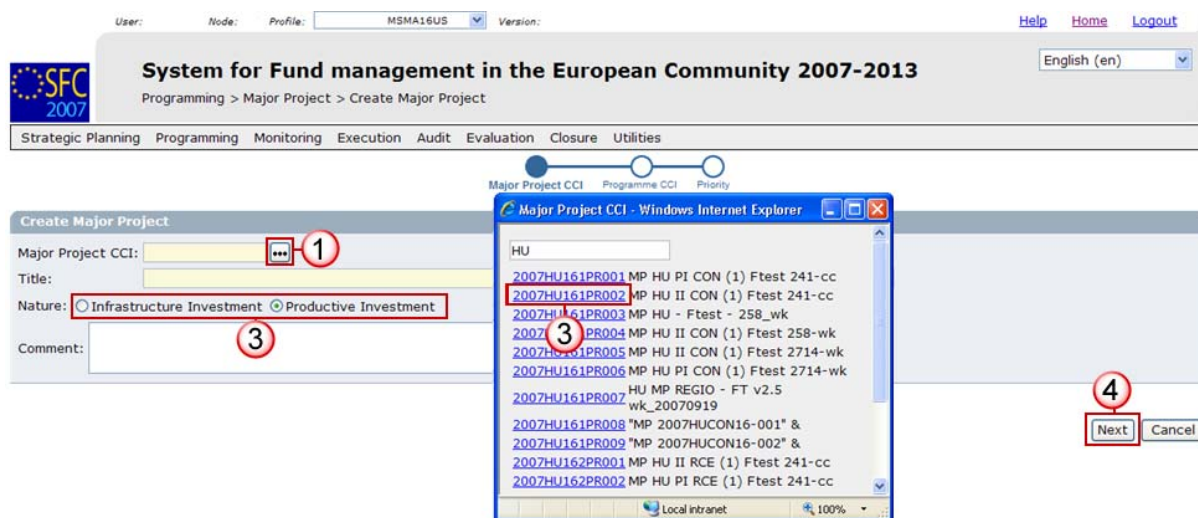 User: Node: Profile: MSMA16US Version: Help Home Logout
English (en)
SFC
2007
System for Fund management in the European Community 2007-2013
Programming > Major Project > Create Major Project
Strategic Planning Programming Monitoring Execution Audit Evaluation Closure Utilities
Major Project CCI Programme CCI Priority
Create Major Project
Major Project CCI: ... 1
Title:
Nature: Infrastructure Investment Productive Investment
3
Comment:
Major Project CCI - Windows Internet Explorer
HU
2007HU161PR001 MP HU PI CON (1) Ftest 241-cc
2007HU161PR002 MP HU II CON (1) Ftest 241-cc
2007HU161PR003 MP HU - Ftest - 258_wk
3
PR004 MP HU II CON (1) Ftest 258-wk
2007HU161PR005 MP HU II CON (1) Ftest 2714-wk
2007HU161PR006 MP HU PI CON (1) Ftest 2714-wk
2007HU161PR007 HU MP REGIO - FT v2.5
wk_20070919
2007HU161PR008 "MP 2007HUCON16-001" &
2007HU161PR009 "MP 2007HUCON16-002" &
2007HU162PR001 MP HU II RCE (1) Ftest 241-cc
2007HU162PR002 MP HU PI RCE (1) Ftest 241-cc
Local intranet 100%
4
Next Cancel